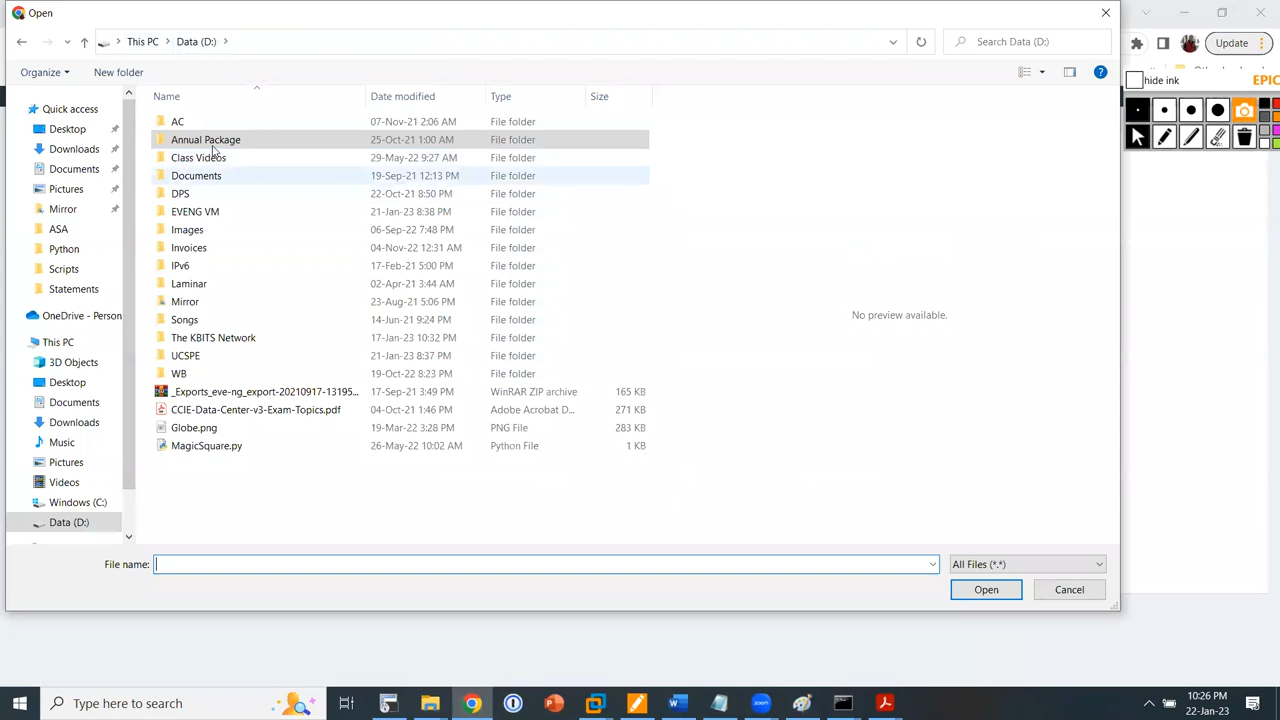 Open
This PC > Data (D:) >
Search Data (D:)
Update
Organize
New folder
hide ink
EPIC
Quick access
Desktop
Downloads
Documents
Pictures
Mirror
ASA
Python
Scripts
Statements
OneDrive - Person
This PC
3D Objects
Desktop
Documents
Downloads
Music
Pictures
Videos
Windows (C:)
Data (D:)
Name Date modified Type Size
AC 07-Nov-21 2:06 AM File folder
Annual Package 25-Oct-21 1:00 AM File folder
Class Videos 29-May-22 9:27 AM File folder
Documents 19-Sep-21 12:13 PM File folder
DPS 22-Oct-21 8:50 PM File folder
EVENG VM 21-Jan-23 8:38 PM File folder
Images 06-Sep-22 7:48 PM File folder
Invoices 04-Nov-22 12:31 AM File folder
IPv6 17-Feb-21 5:00 PM File folder
Laminar 02-Apr-21 3:44 AM File folder
Mirror 23-Aug-21 5:06 PM File folder
Songs 14-Jun-21 9:24 PM File folder
The KBITS Network 17-Jan-23 10:32 PM File folder
UCSPE 21-Jan-23 8:37 PM File folder
WB 19-Oct-22 8:23 PM File folder
_Exports_eve-ng_export-20210917-13195... 17-Sep-21 3:49 PM WinRAR ZIP archive 165 KB
CCIE-Data-Center-v3-Exam-Topics.pdf 04-Oct-21 1:46 PM Adobe Acrobat D... 271 KB
Globe.png 19-Mar-22 3:28 PM PNG File 283 KB
MagicSquare.py 26-May-22 10:02 AM Python File 1 KB
No preview available.
File name:
All Files (*.*)
Open
Cancel
Type here to search
zoom
10:26 PM
22-Jan-23